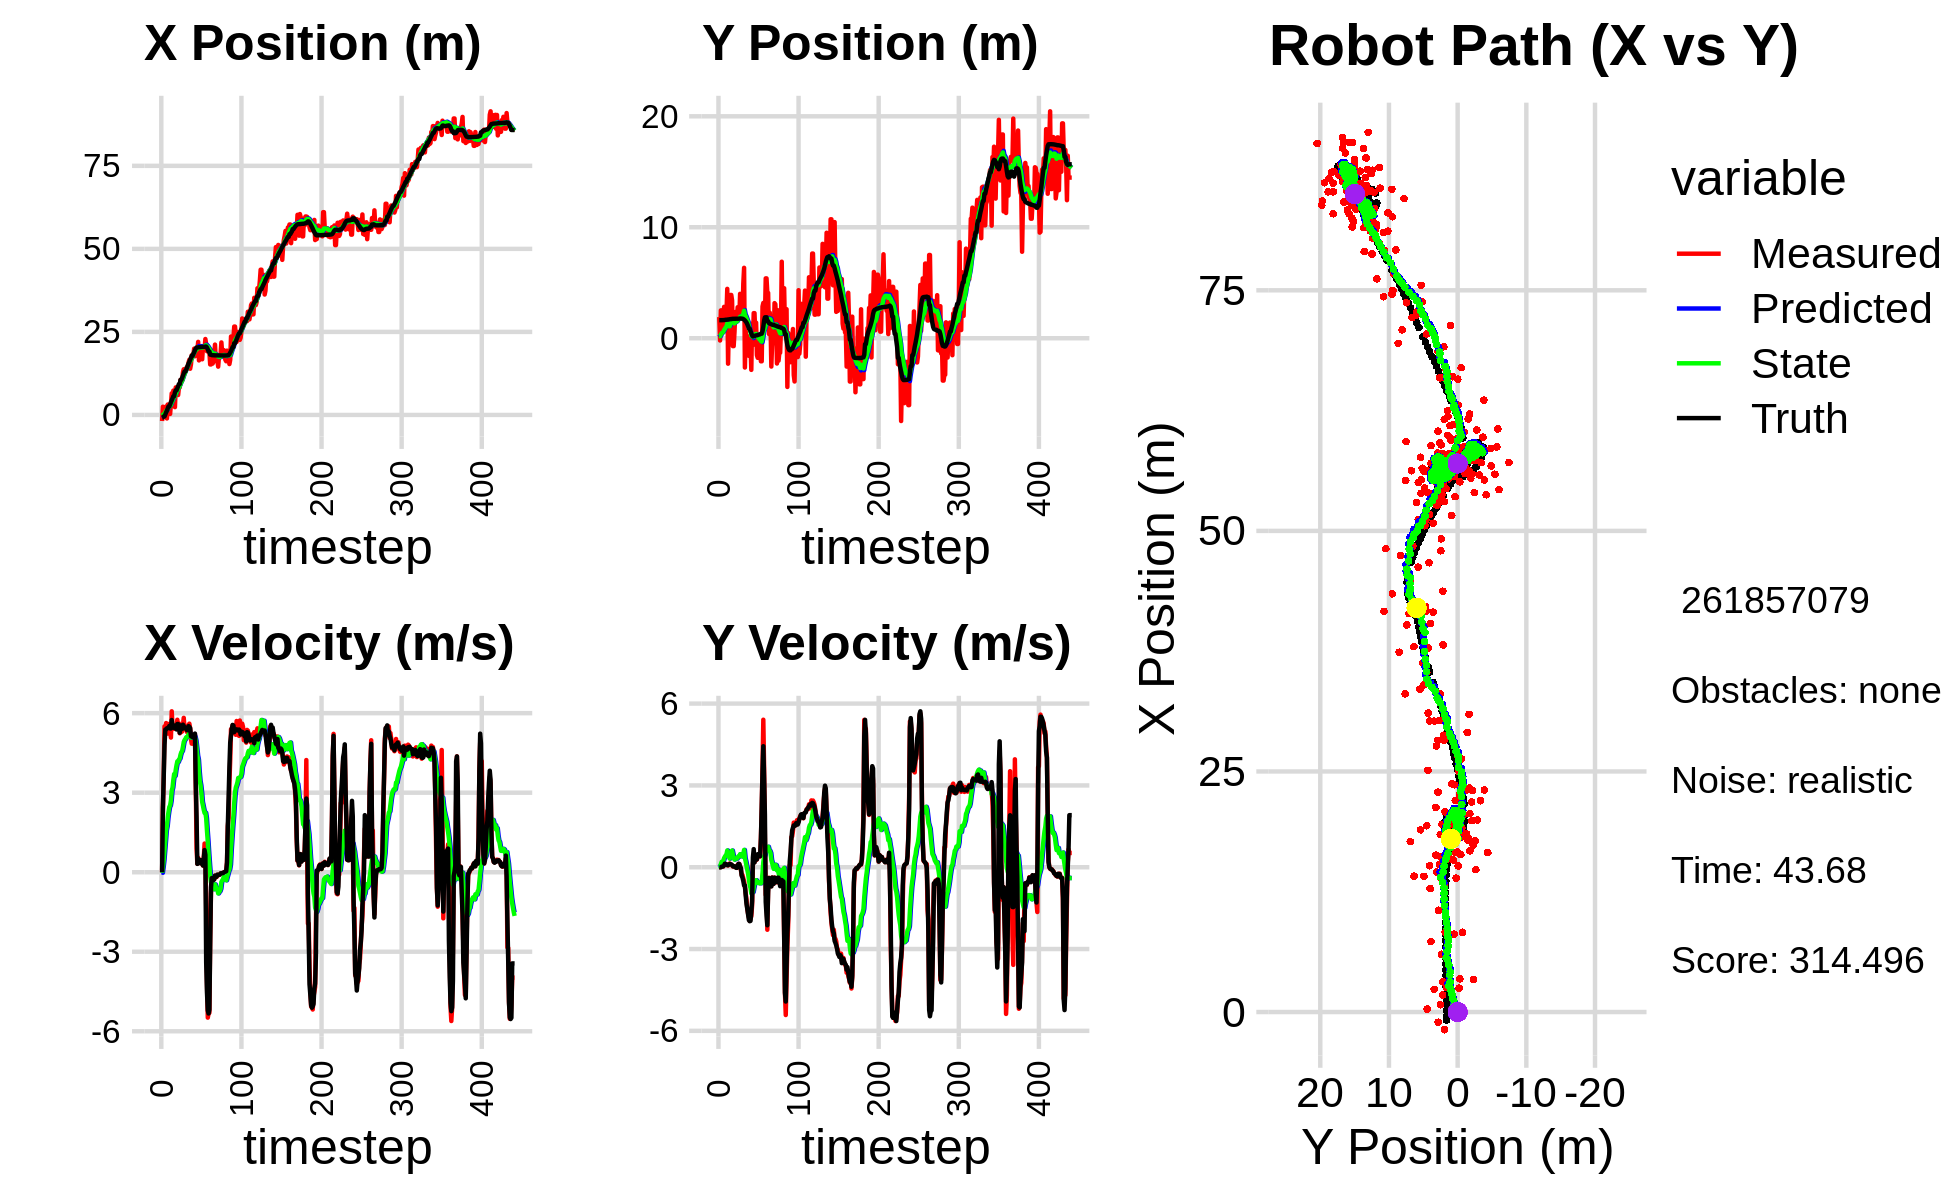 X Position (m)
75
50
25
0
0 100 200 300 400
timestep
Y Position (m)
20
10
0
0 100 200 300 400
timestep
X Velocity (m/s)
6
3
0
-3
-6
0 100 200 300 400
timestep
Y Velocity (m/s)
6
3
0
-3
-6
0 100 200 300 400
timestep
Robot Path (X vs Y)
X Position (m)
75
50
25
0
20 10 0 -10 -20
Y Position (m)
variable
Measured
Predicted
State
Truth
261857079
Obstacles: none
Noise: realistic
Time: 43.68
Score: 314.496